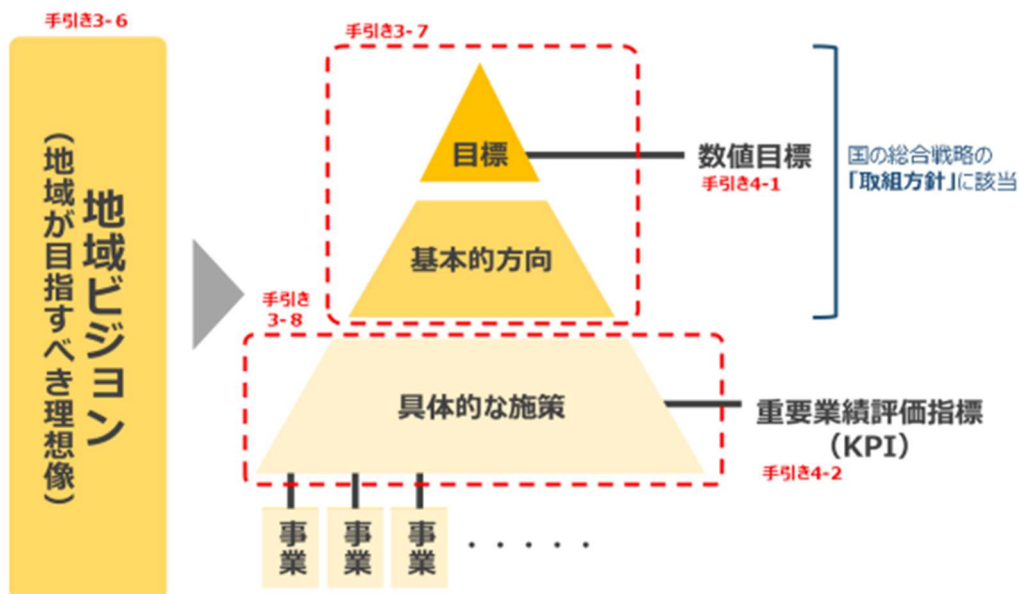 手引き3-6
地域ビジョン
（地域が目指すべき理想像）
手引き3-7
目標
数値目標
手引き4-1
国の総合戦略の
「取組方針」に該当
基本的方向
手引き
3-8
具体的な施策
重要業績評価指標
（KPI）
手引き4-2
事業
事業
事業
・・・・・